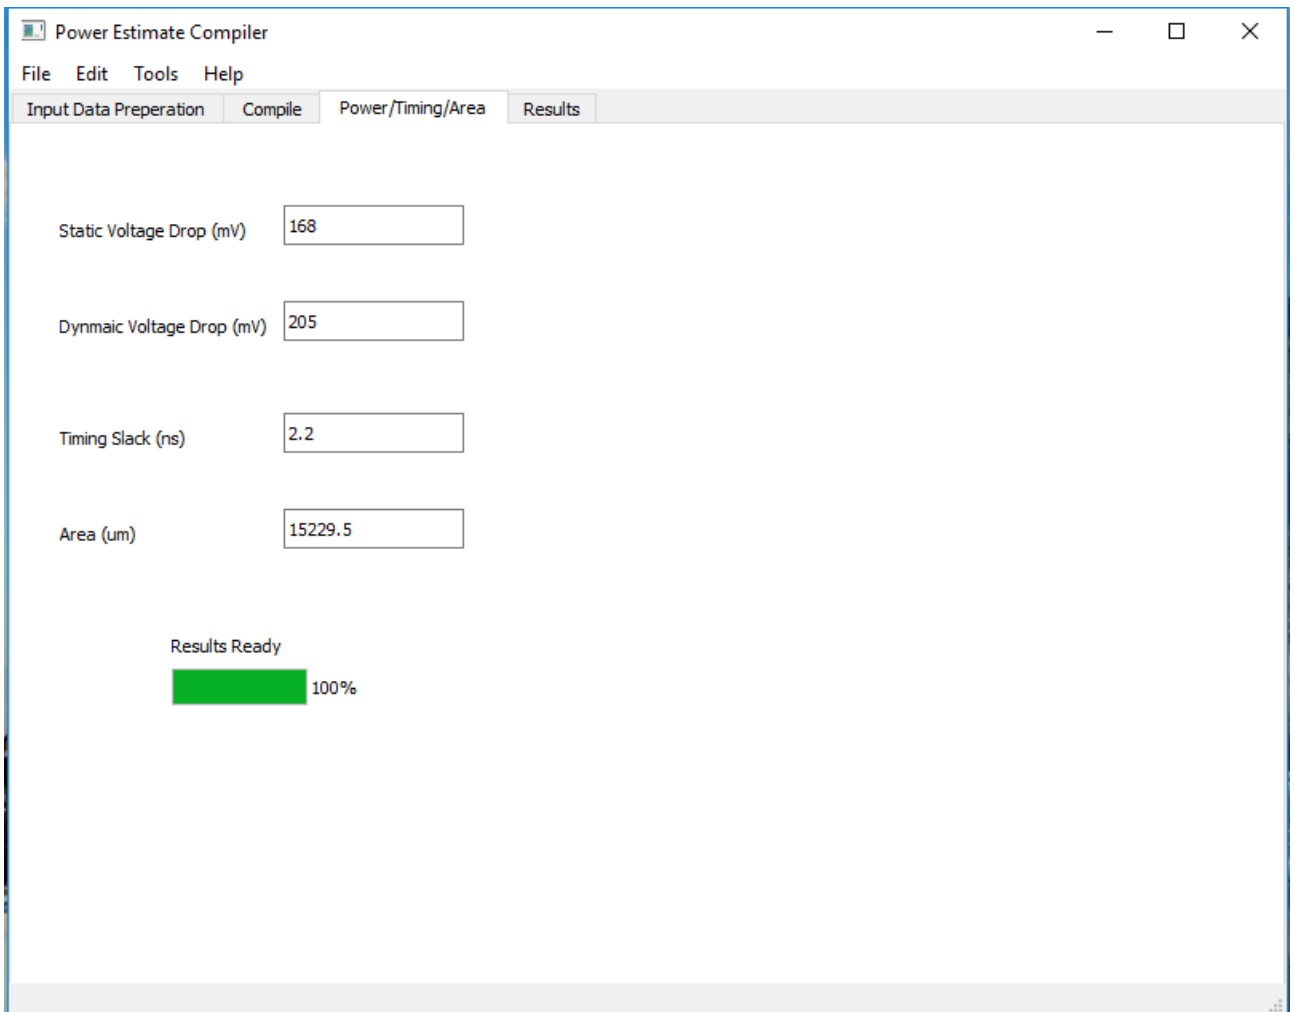 Power Estimate Compiler
File Edit Tools Help
Input Data Preperation Compile Power/Timing/Area Results
Static Voltage Drop (mV) 168
Dynmaic Voltage Drop (mV) 205
Timing Slack (ns) 2.2
Area (um) 15229.5
Results Ready
100%